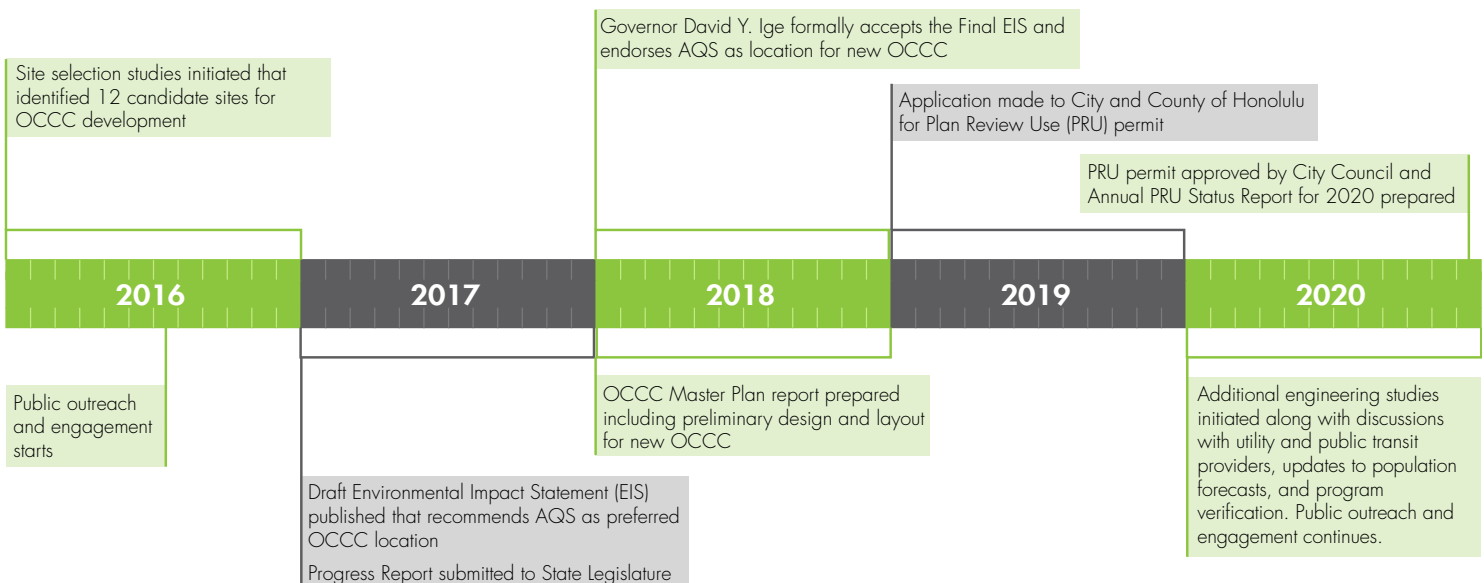 Governor David Y. Ige formally accepts the Final EIS and
endorses AQS as location for new OCCC
Site selection studies initiated that
identified 12 candidate sites for
OCCC development
Application made to City and County of Honolulu
for Plan Review Use (PRU) permit
PRU permit approved by City Council and
Annual PRU Status Report for 2020 prepared
2016
2017
2018
2019
2020
Public outreach
and engagement
starts
OCCC Master Plan report prepared
including preliminary design and layout
for new OCCC
Additional engineering studies
initiated along with discussions
with utility and public transit
providers, updates to population
forecasts, and program
verification. Public outreach and
engagement continues.
Draft Environmental Impact Statement (EIS)
published that recommends AQS as preferred
OCCC location
Progress Report submitted to State Legislature